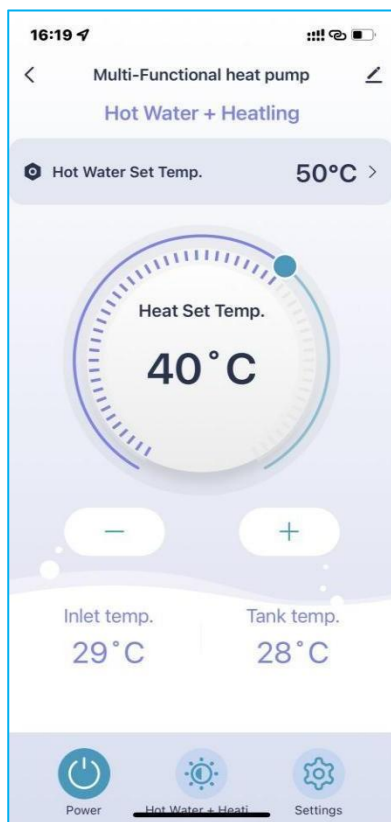 16:19
Multi-Functional heat pump
Hot Water + Heatling
Hot Water Set Temp. 50°C
Heat Set Temp.
40°C
Inlet temp. Tank temp.
29°C 28°C
Power Hot Water + Heati Settings